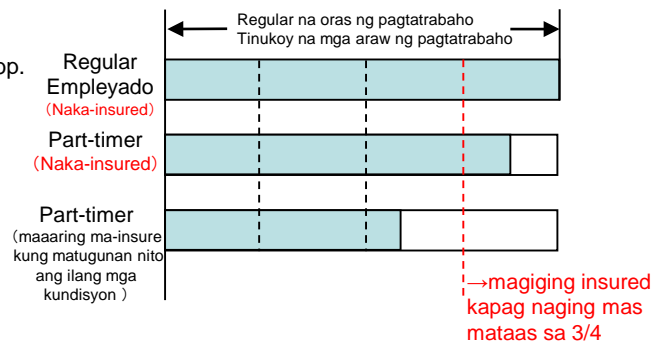 Regular na oras ng pagtatrabaho
Tinukoy na mga araw ng pagtatrabaho
op.
Regular
Empleyado
(Naka-insured)
Part-timer
(Naka-insured)
Part-timer
(maaaring ma-insure
kung matugunan nito
ang ilang mga
kundisyon )
→magiging insured
kapag naging mas
mataas sa 3/4